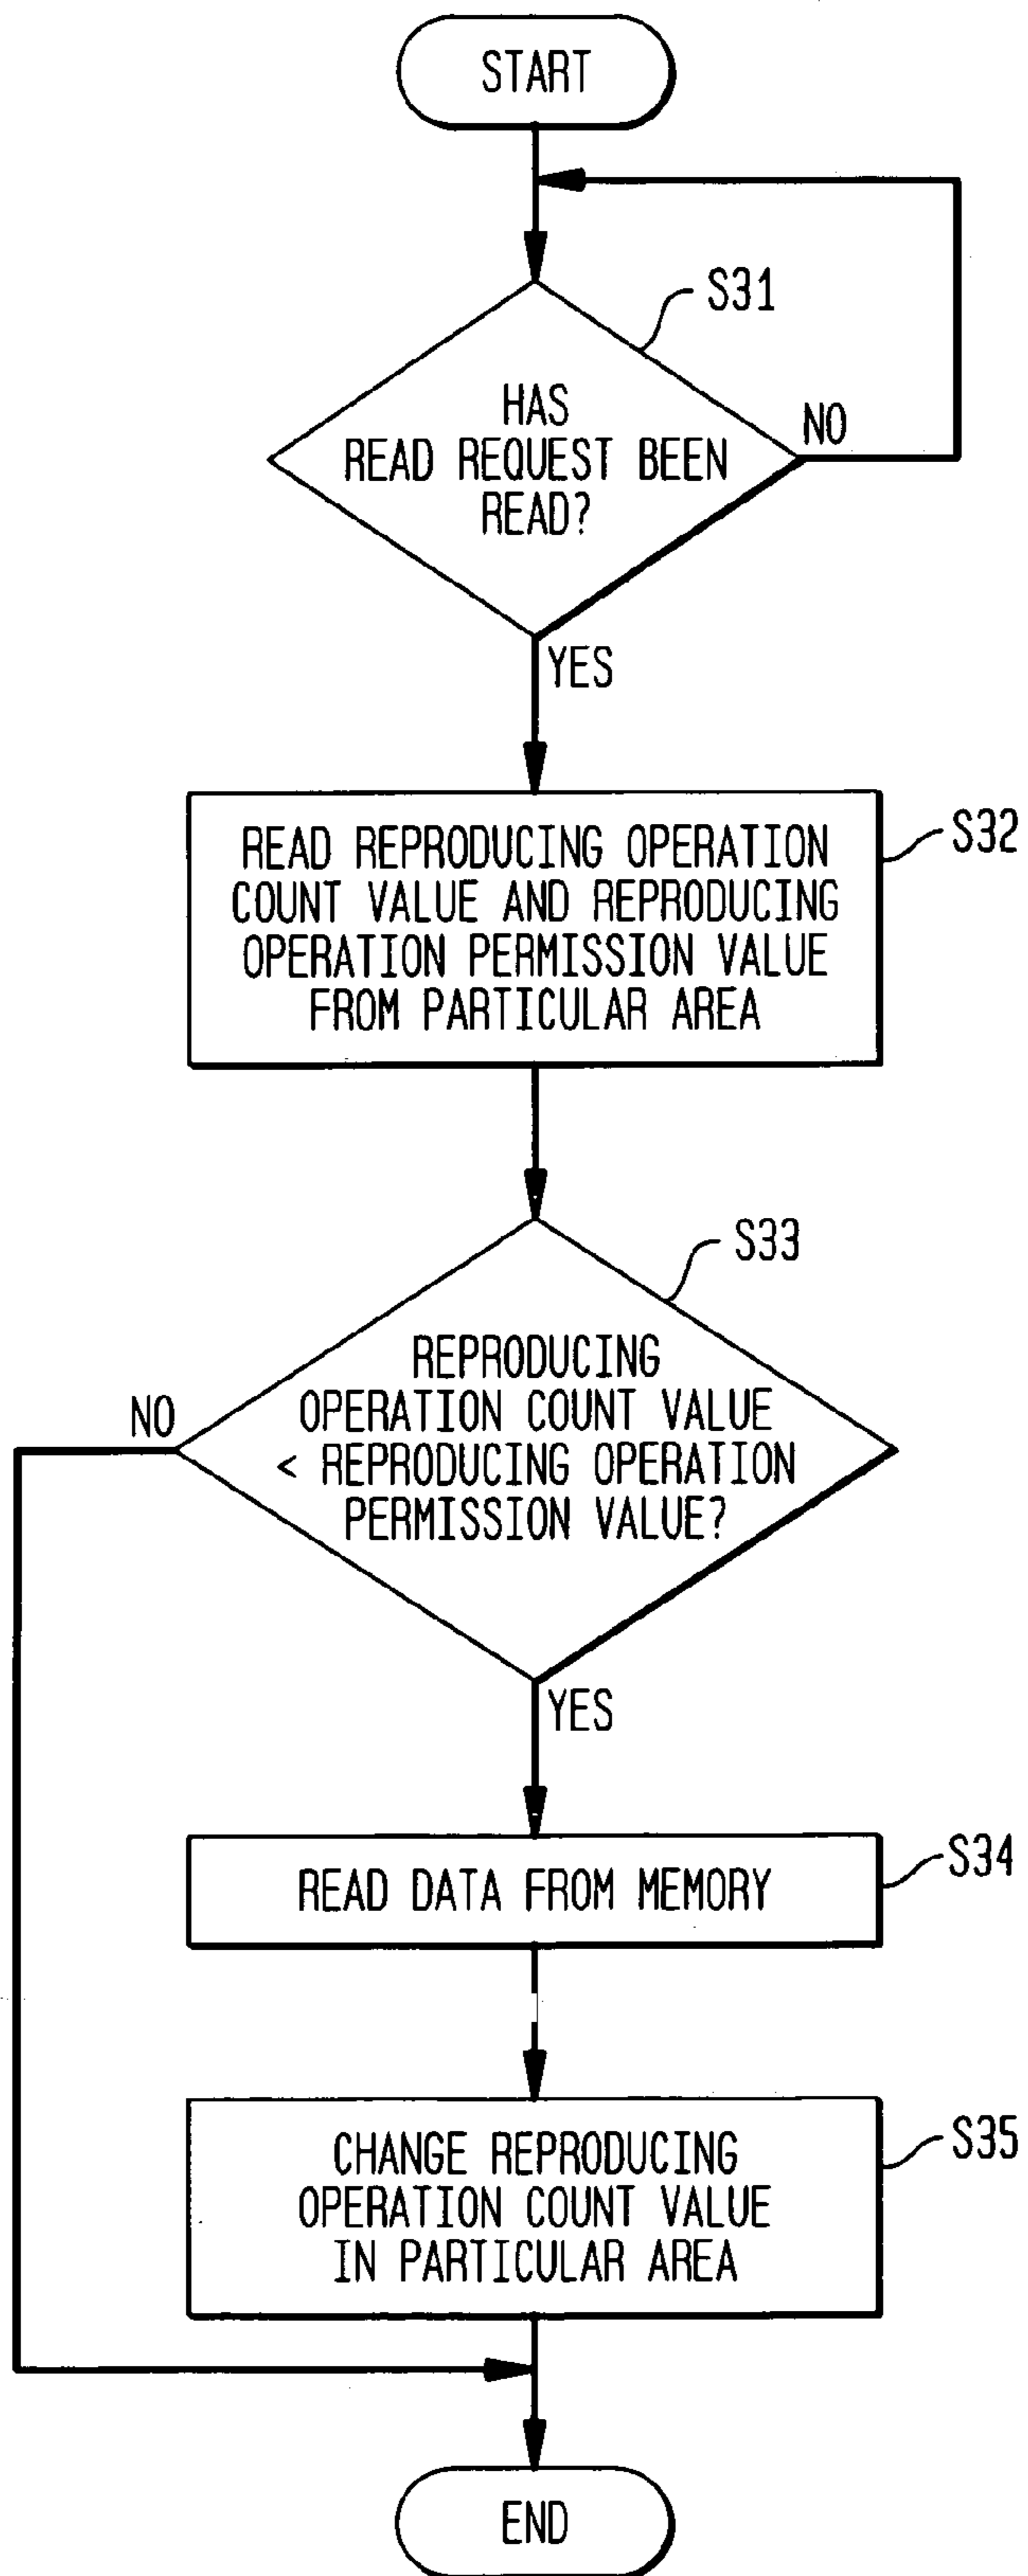 START
S31
HAS
READ REQUEST BEEN
READ?
NO
YES
S32
READ REPRODUCING OPERATION
COUNT VALUE AND REPRODUCING
OPERATION PERMISSION VALUE
FROM PARTICULAR AREA
S33
REPRODUCING
OPERATION COUNT VALUE
< REPRODUCING OPERATION
PERMISSION VALUE?
NO
YES
S34
READ DATA FROM MEMORY
S35
CHANGE REPRODUCING
OPERATION COUNT VALUE
IN PARTICULAR AREA
END